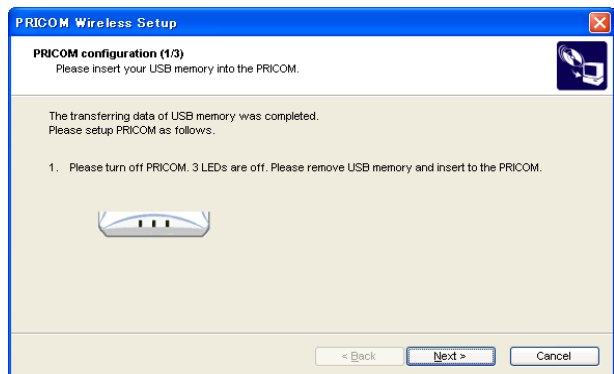 PRICOM Wireless Setup
PRICOM configuration (1/3)
Please insert your USB memory into the PRICOM.
The transferring data of USB memory was completed.
Please setup PRICOM as follows.
1. Please turn off PRICOM. 3 LEDs are off. Please remove USB memory and insert to the PRICOM.
< Back Next > Cancel